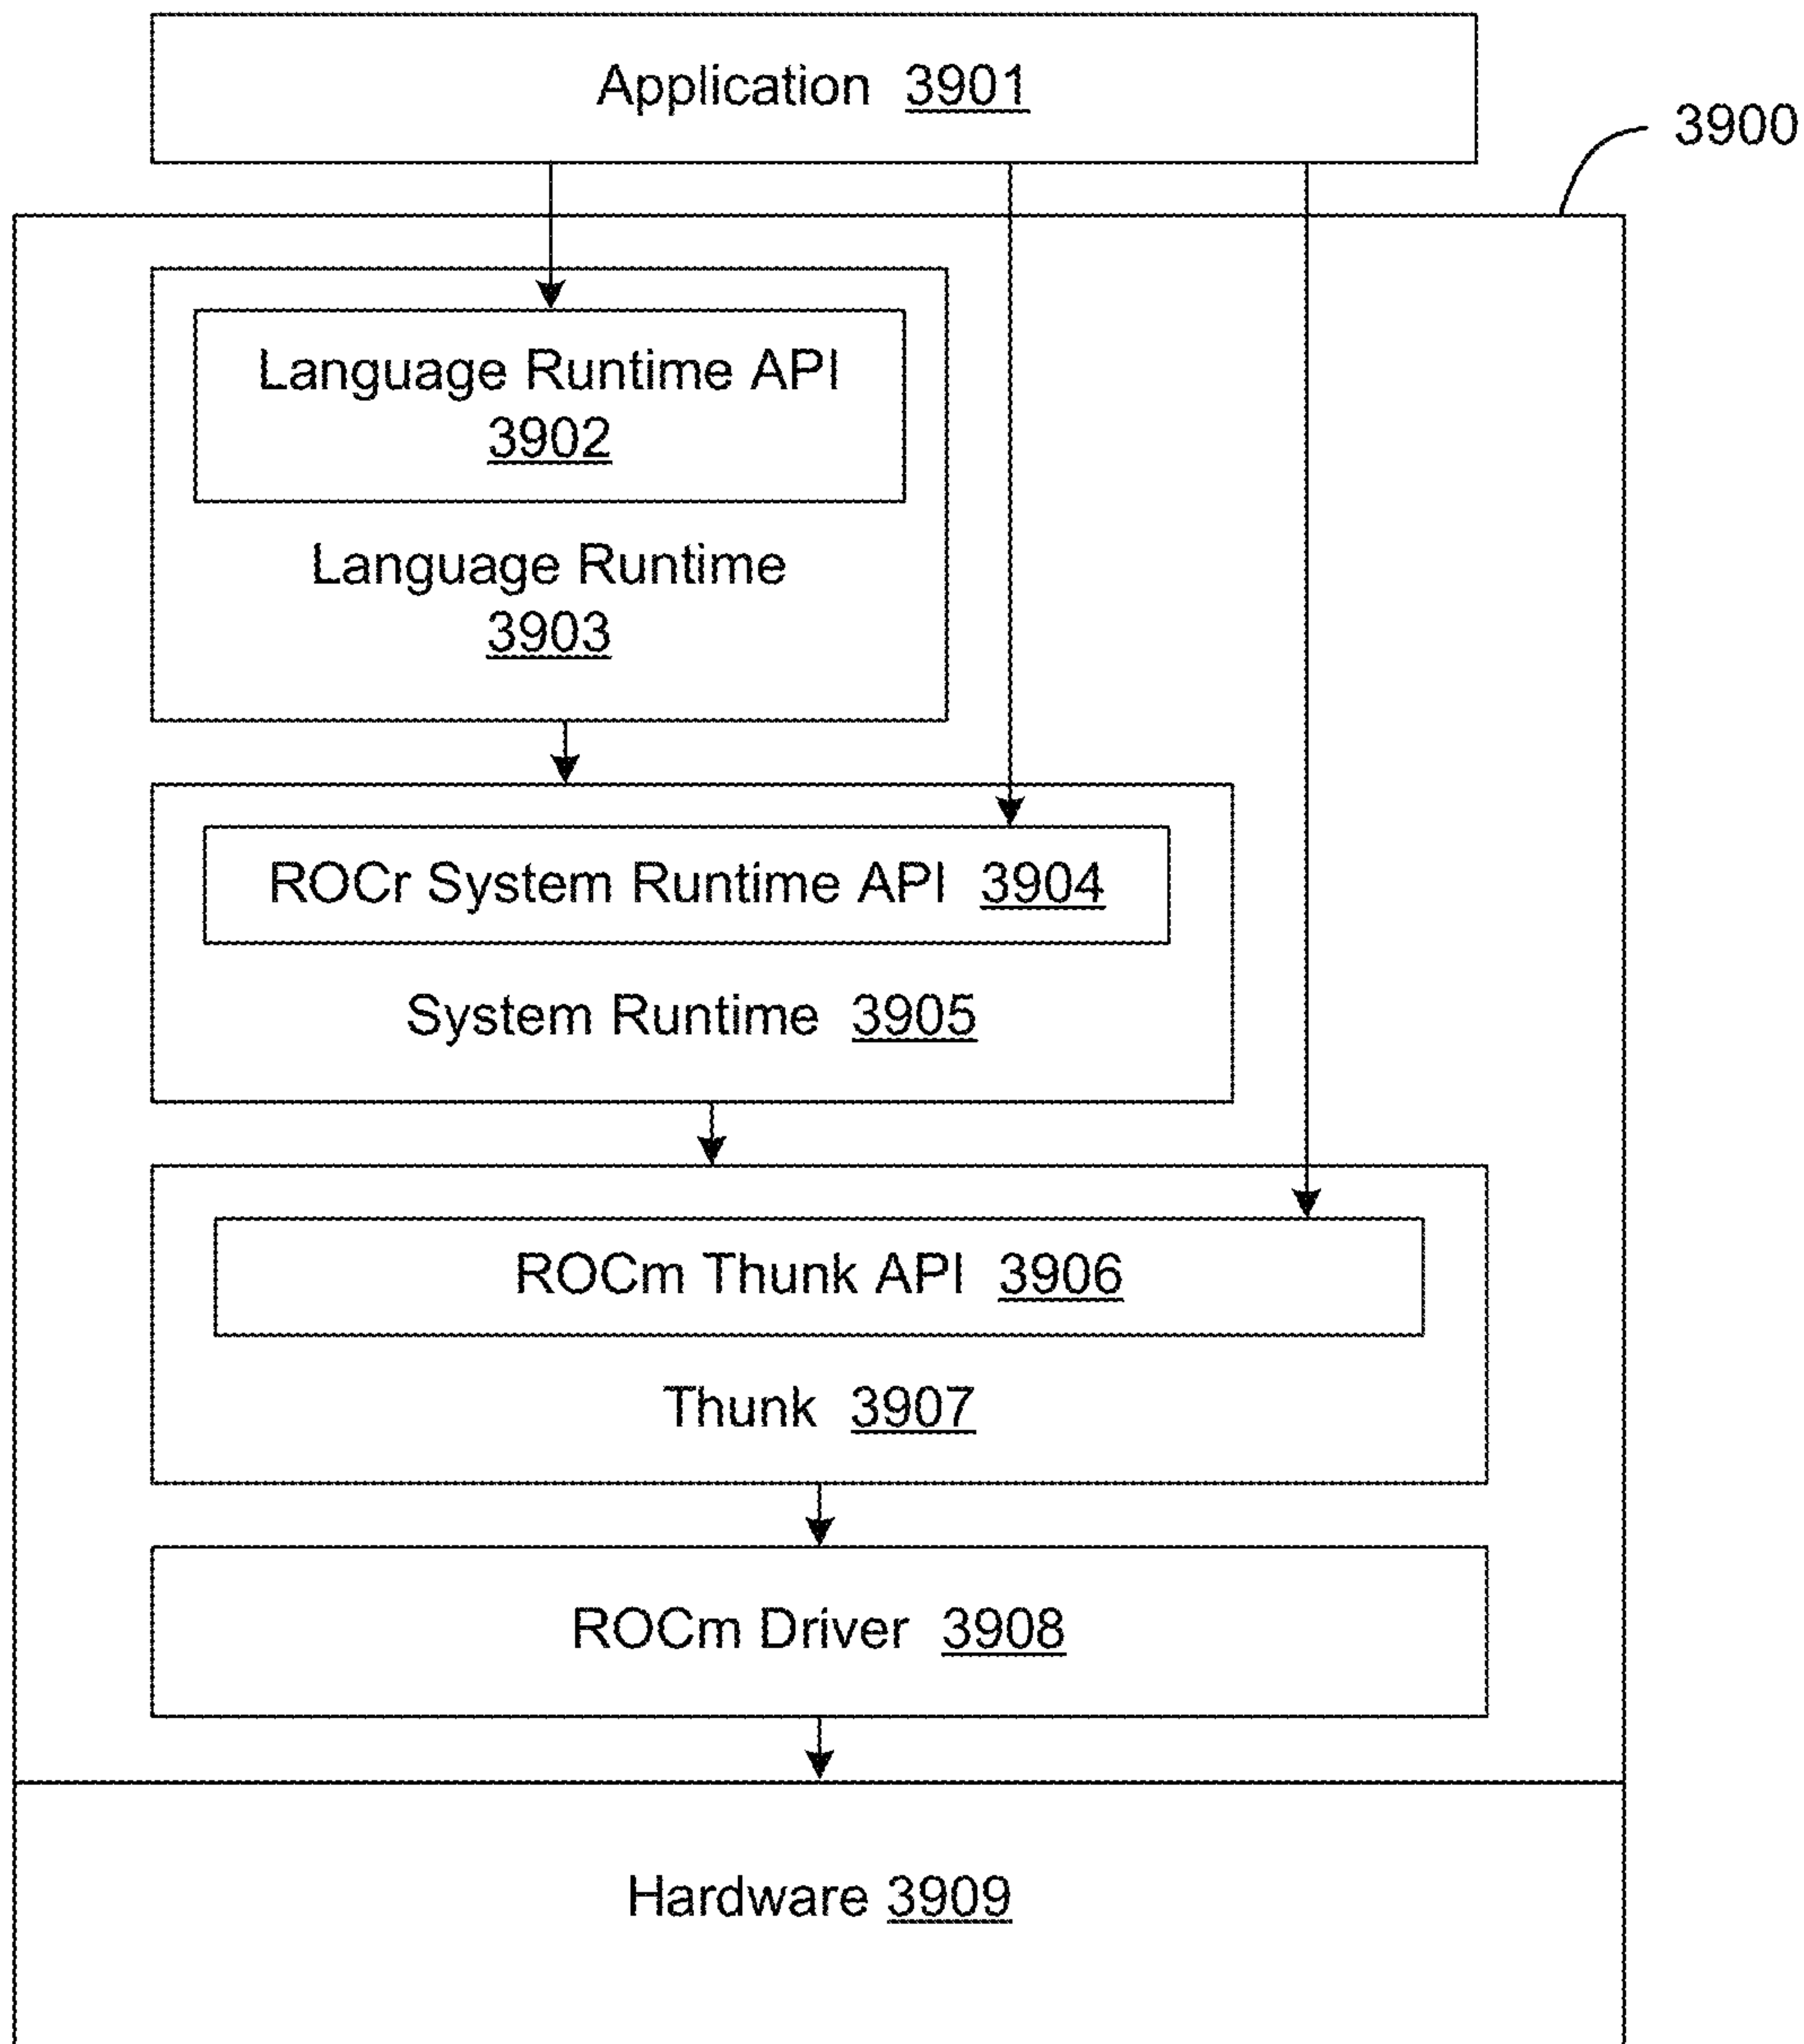 Application 3901
3900
Language Runtime API
3902
Language Runtime
3903
ROCr System Runtime API 3904
System Runtime 3905
ROCm Thunk API 3906
Thunk 3907
ROCm Driver 3908
Hardware 3909